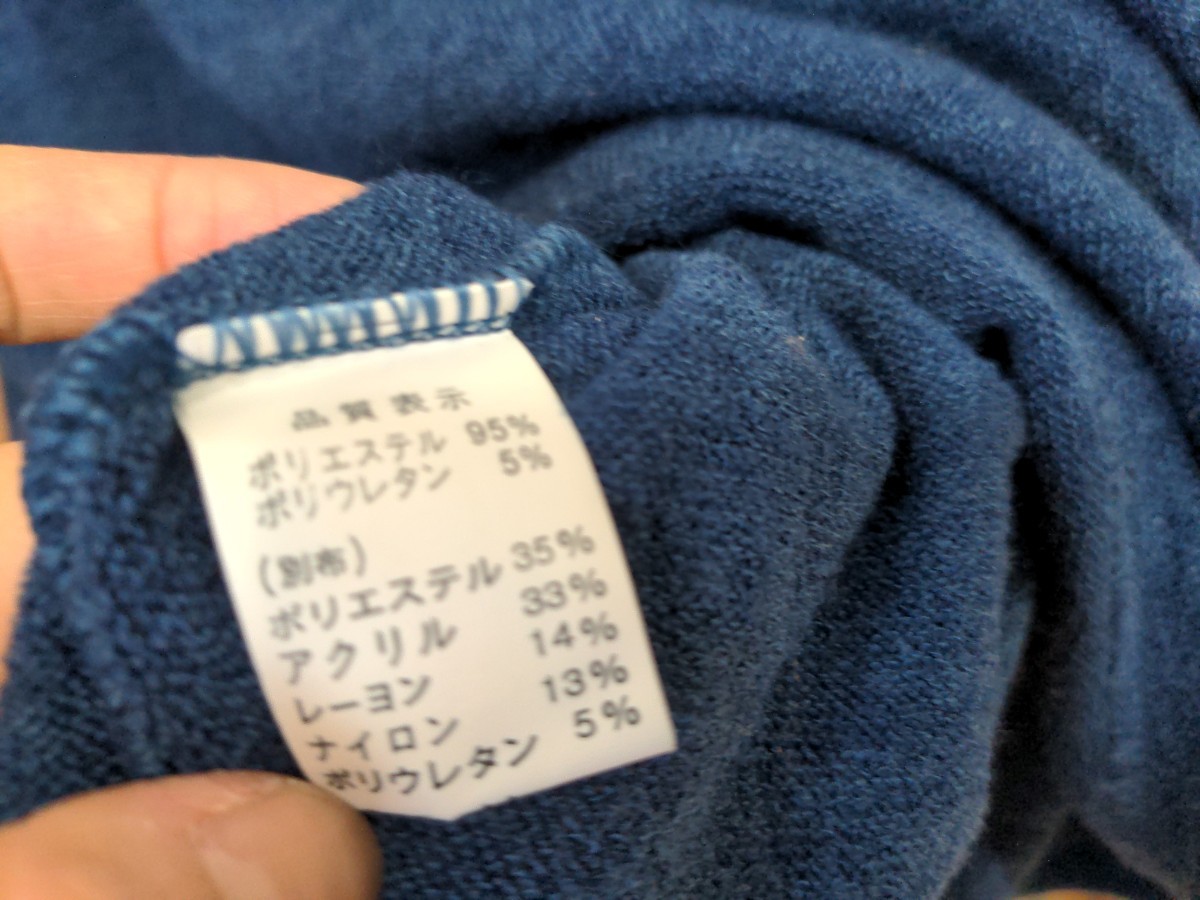 品質表示
ポリエステル 95%
ポリウレタン 5%
(別布)
ポリエステル 35%
アクリル 33%
レーヨン 14%
ナイロン 13%
ポリウレタン 5%